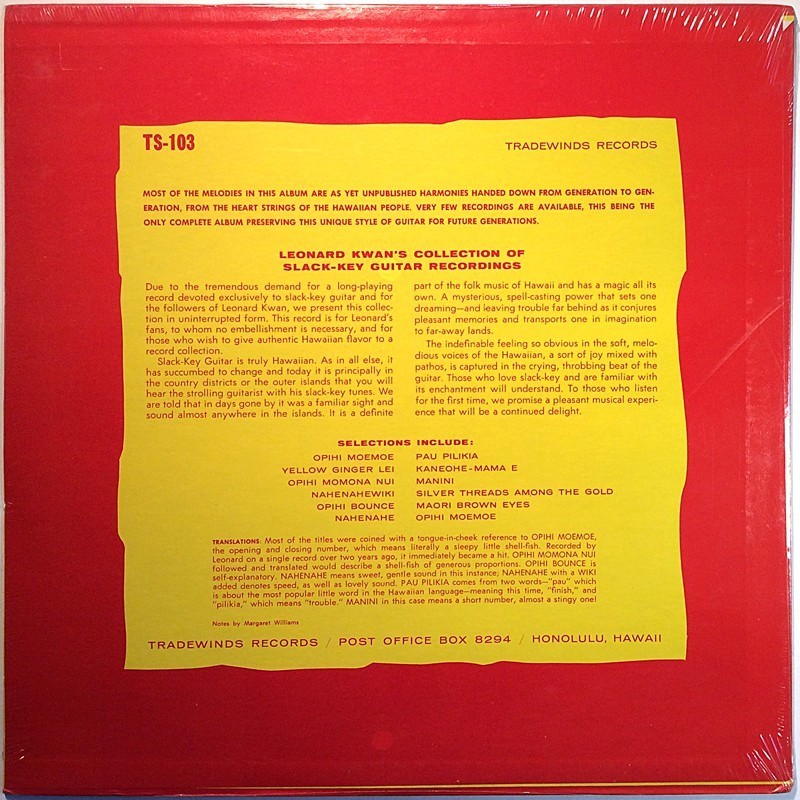 TS-103
TRADEWINDS RECORDS
MOST OF THE MELODIES IN THIS ALBUM ARE AS YET UNPUBLISHED HARMONIES HANDED DOWN FROM GENERATION TO GEN-
ERATION, FROM THE HEART STRINGS OF THE HAWAIIAN PEOPLE. VERY FEW RECORDINGS ARE AVAILABLE, THIS BEING THE
ONLY COMPLETE ALBUM PRESERVING THIS UNIQUE STYLE OF GUITAR FOR FUTURE GENERATIONS.
LEONARD KWAN'S COLLECTION OF
SLACK-KEY GUITAR RECORDINGS
Due to the tremendous demand for a long-playing
record devoted exclusively to slack-key guitar and for
the followers of Leonard Kwan, we present this collec-
tion in uninterrupted form. This record is for Leonard's
fans, to whom no embellishment is necessary, and for
those who wish to give authentic Hawaiian flavor to a
record collection.
Slack-Key Guitar is truly Hawaiian. As in all else, it
has succumbed to change and today it is principally in
the country districts or the outer islands that you will
hear the strolling guitarist with his slack-key tunes. We
are told that in days gone by it was a familiar sight and
sound almost anywhere in the islands. It is a definite
part of the folk music of Hawaii and has a magic all its
own. A mysterious, spell-casting power that sets one
dreaming—and leaving trouble far behind as it conjures
pleasant memories and transports one in imagination
to far-away lands.
The indefinable feeling so obvious in the soft, melo-
dious voices of the Hawaiian, a sort of joy mixed with
pathos, is captured in the crying, throbbing beat of the
guitar. Those who love slack-key and are familiar with
its enchantment will understand. To those who listen
for the first time, we promise a pleasant musical experi-
ence that will be a continued delight.
SELECTIONS INCLUDE:
OPIHI MOEMOE PAU PILIKIA
YELLOW GINGER LEI KANEOHE-MAMA E
OPIHI MOMONA NUI MANINI
NAHENAHEWIKI SILVER THREADS AMONG THE GOLD
OPIHI BOUNCE MAORI BROWN EYES
NAHENAHE OPIHI MOEMOE
TRANSLATIONS: Most of the titles were coined with a tongue-in-cheek reference to OPIHI MOEMOE,
the opening and closing number, which means literally a sleepy little shell-fish. Recorded by
Leonard on a single record over two years ago, it immediately became a hit. OPIHI MOMONA NUI
followed and translated would describe a shell-fish of generous proportions. OPIHI BOUNCE is
self-explanatory. NAHENAHE means sweet, gentle sound in this instance; NAHENAHE with a WIKI
added denotes speed, as well as lovely sound. PAU PILIKIA comes from two words—"pau" which
is about the most popular little word in the Hawaiian language—meaning this time, "finish," and
"pilikia," which means "trouble." MANINI in this case means a short number, almost a stingy one!
Notes by Margaret Williams
TRADEWINDS RECORDS / POST OFFICE BOX 8294 / HONOLULU, HAWAII